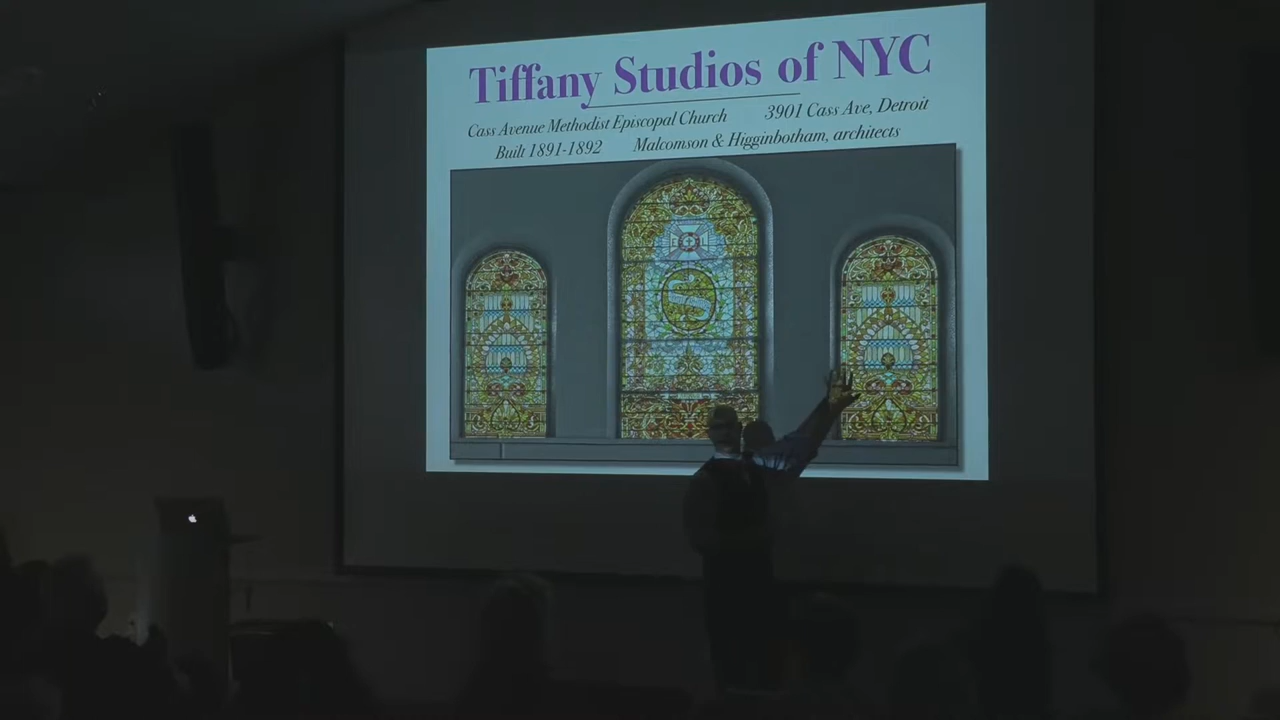 Tiffany Studios of NYC
Cass Avenue Methodist Episcopal Church 3901 Cass Ave, Detroit
Built 1891-1892 Malcomson & Higginbotham, architects